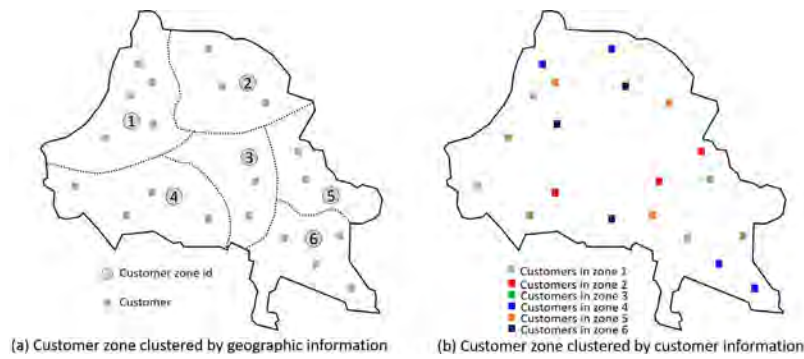 1
2
3
4
5
6
Customer zone id
Customer
(a) Customer zone clustered by geographic information
Customers in zone 1
Customers in zone 2
Customers in zone 3
Customers in zone 4
Customers in zone 5
Customers in zone 6
(b) Customer zone clustered by customer information